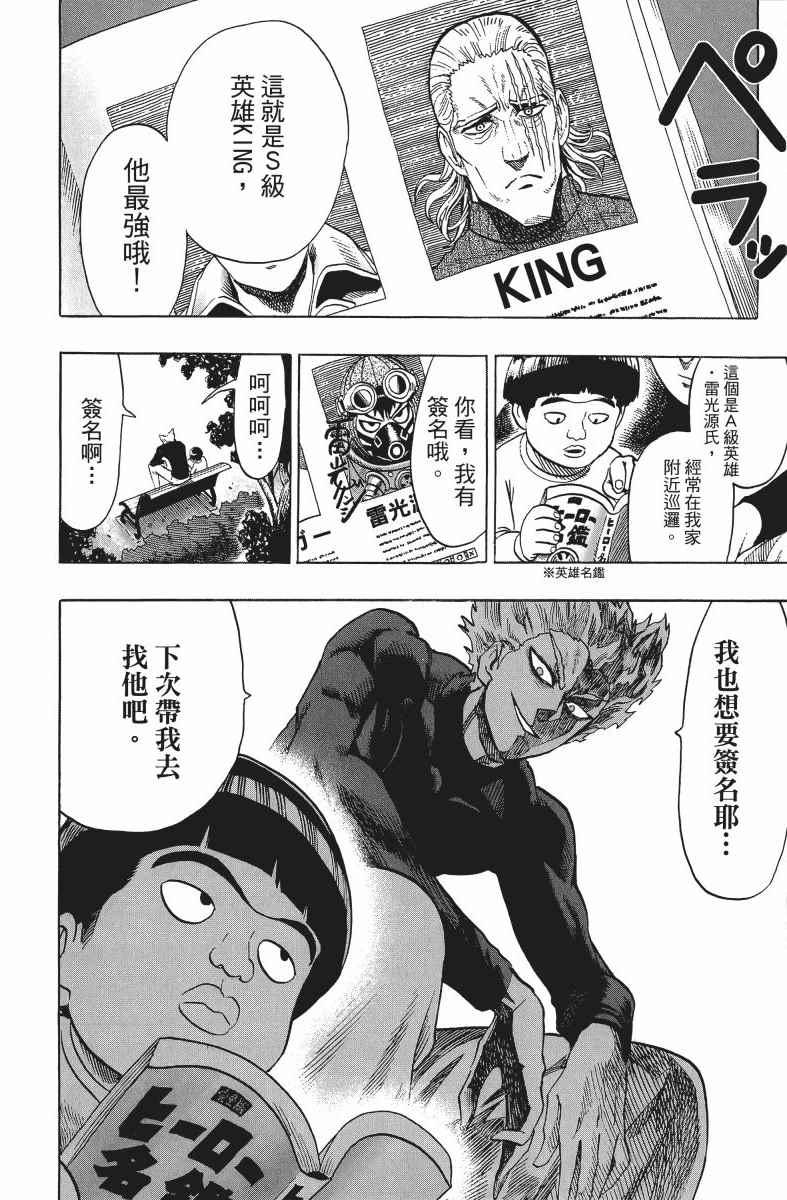 ペラッ
這就是S級
英雄KING，
他最強哦！
KING
這個是A級英雄
．雷光源氏，
經常在我家
附近巡邏。
ヒーロー
名鑑
※英雄名鑑
你看，我有
簽名哦。
雷光源
呵呵呵…
簽名啊…
我也想要簽名耶…
下次帶我去
找他吧。
ヒーロー
名鑑